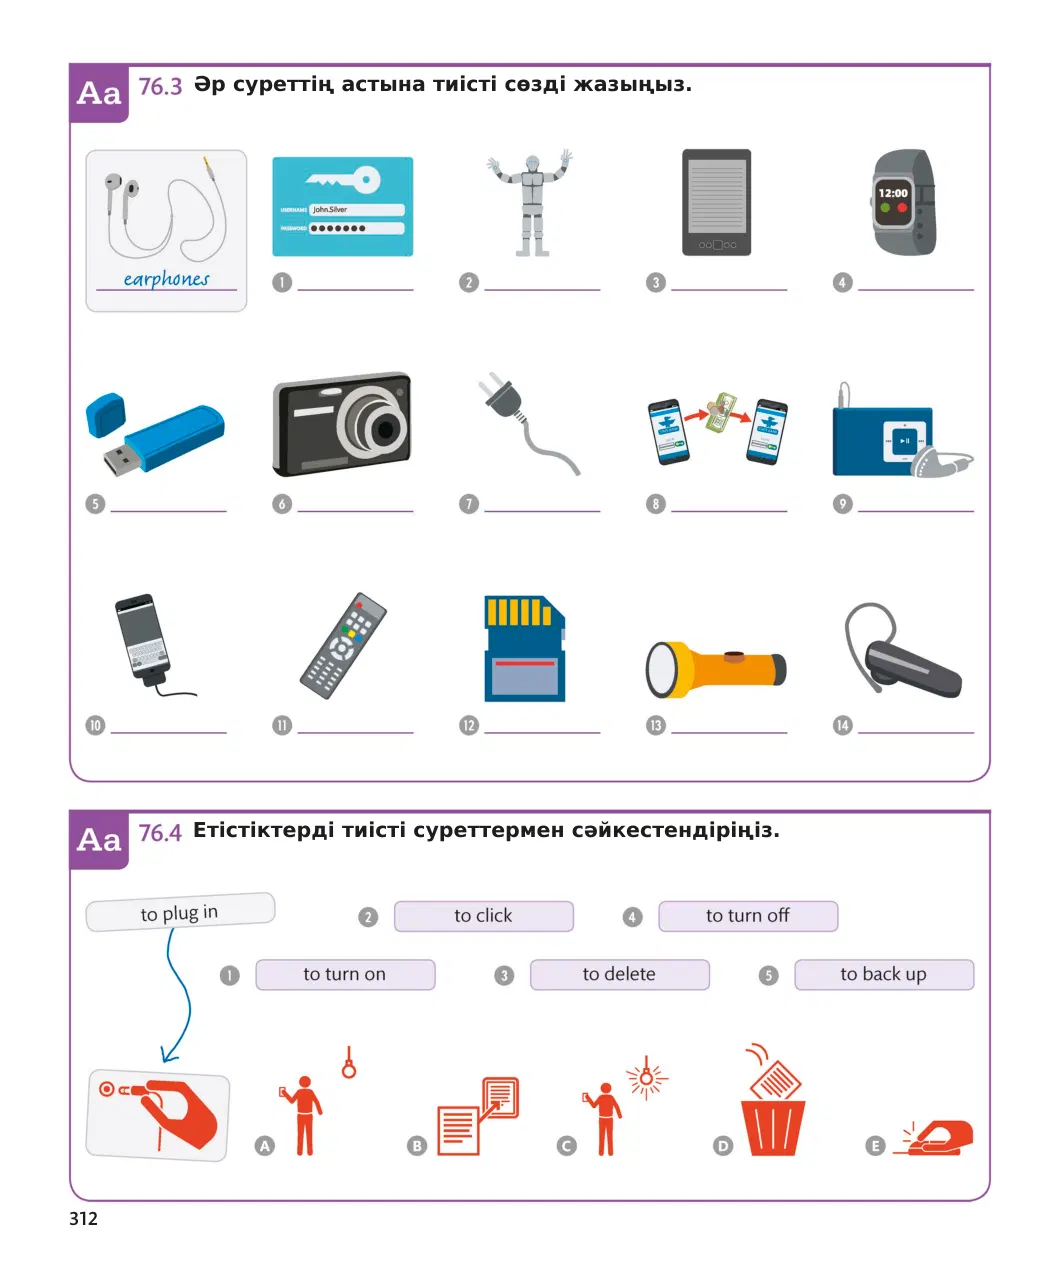 Aa 76.3 Әр суреттің астына тиісті сөзді жазыңыз.
earphones
USERNAME John.Silver
PASSWORD
12:00
1
2
3
4
5
6
7
8
9
10
11
12
13
14
Aa 76.4 Етістіктерді тиісті суреттермен сәйкестендіріңіз.
to plug in
2 to click
4 to turn off
1 to turn on
3 to delete
5 to back up
A
B
C
D
E
312